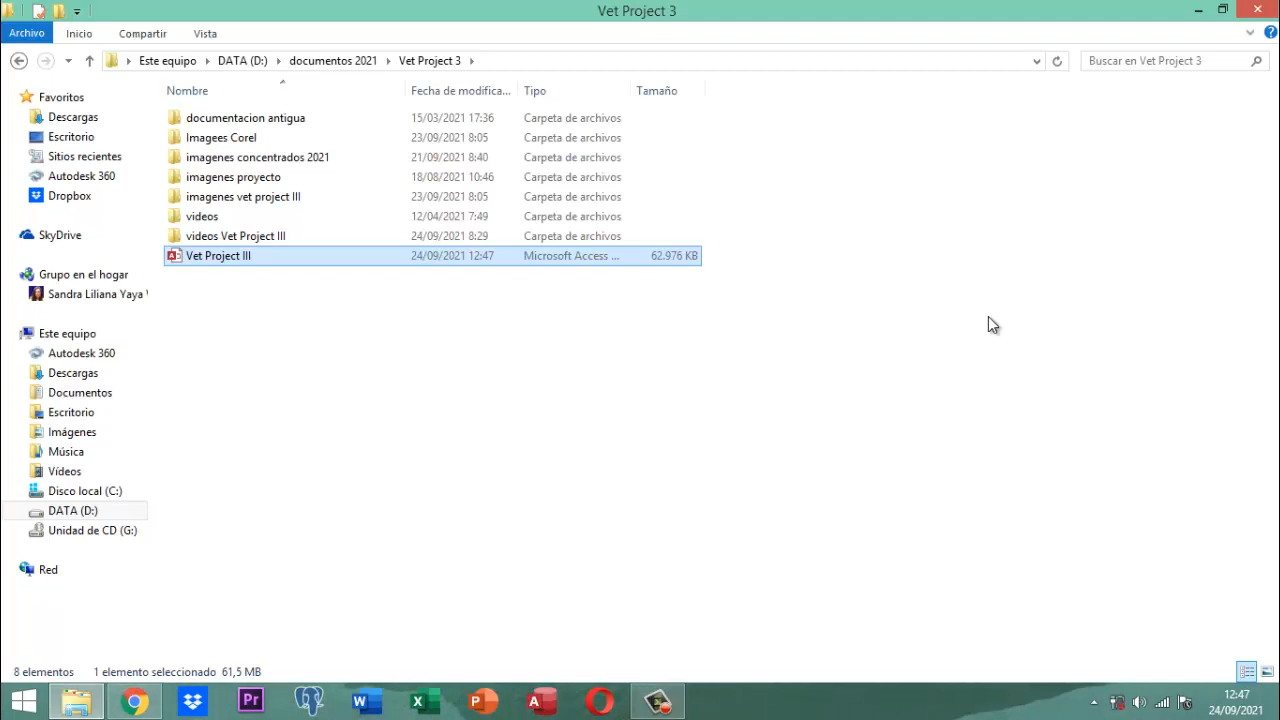 Vet Project 3
Archivo Inicio Compartir Vista
Este equipo DATA (D:) documentos 2021 Vet Project 3
Buscar en Vet Project 3
Favoritos
Descargas
Escritorio
Sitios recientes
Autodesk 360
Dropbox
SkyDrive
Grupo en el hogar
Sandra Liliana Yaya
Este equipo
Autodesk 360
Descargas
Documentos
Escritorio
Imágenes
Música
Vídeos
Disco local (C:)
DATA (D:)
Unidad de CD (G:)
Red
Nombre Fecha de modifica... Tipo Tamaño
documentacion antigua 15/03/2021 17:36 Carpeta de archivos
Imagees Corel 23/09/2021 8:05 Carpeta de archivos
imagenes concentrados 2021 21/09/2021 8:40 Carpeta de archivos
imagenes proyecto 18/08/2021 10:46 Carpeta de archivos
imagenes vet project III 23/09/2021 8:05 Carpeta de archivos
videos 12/04/2021 7:49 Carpeta de archivos
videos Vet Project III 24/09/2021 8:29 Carpeta de archivos
Vet Project III 24/09/2021 12:47 Microsoft Access ... 62.976 KB
8 elementos 1 elemento seleccionado 61,5 MB
12:47
24/09/2021